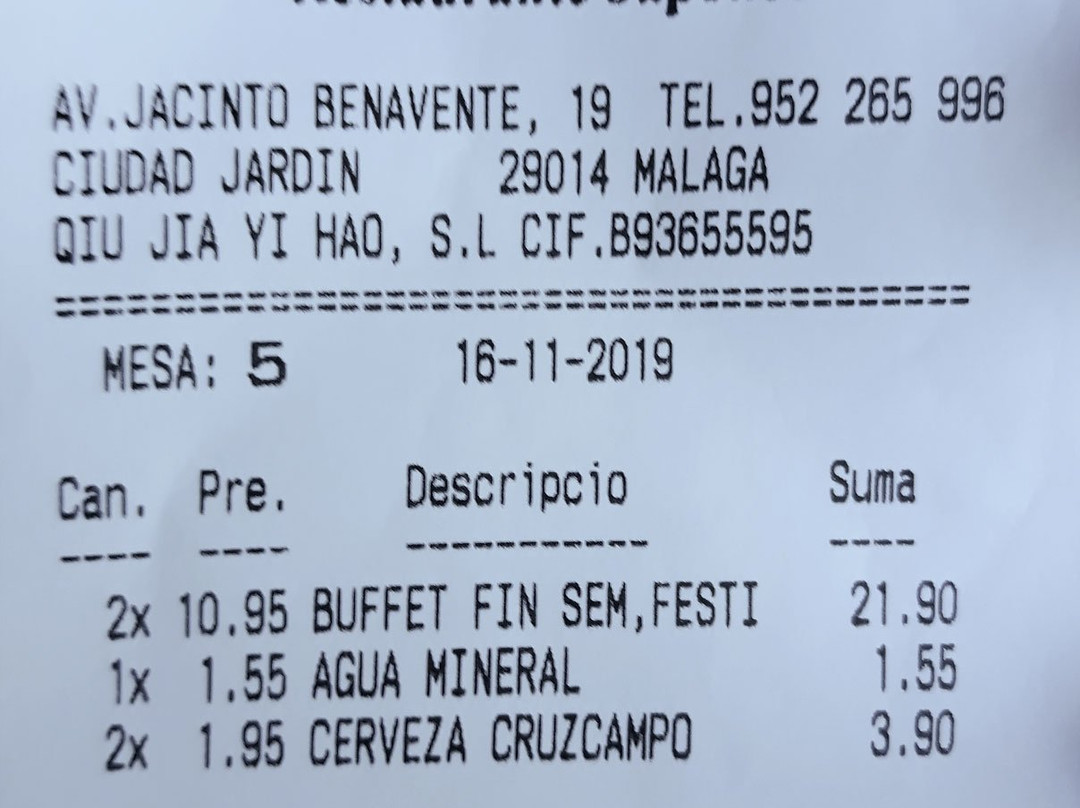 AV.JACINTO BENAVENTE, 19 TEL.952 265 996
CIUDAD JARDIN 29014 MALAGA
QIU JIA YI HAO, S.L CIF.B93655595
======================================
MESA: 5 16-11-2019
Can. Pre. Descripcio Suma
---- ---- ----------- ----
2x 10.95 BUFFET FIN SEM,FESTI 21.90
1x 1.55 AGUA MINERAL 1.55
2x 1.95 CERVEZA CRUZCAMPO 3.90